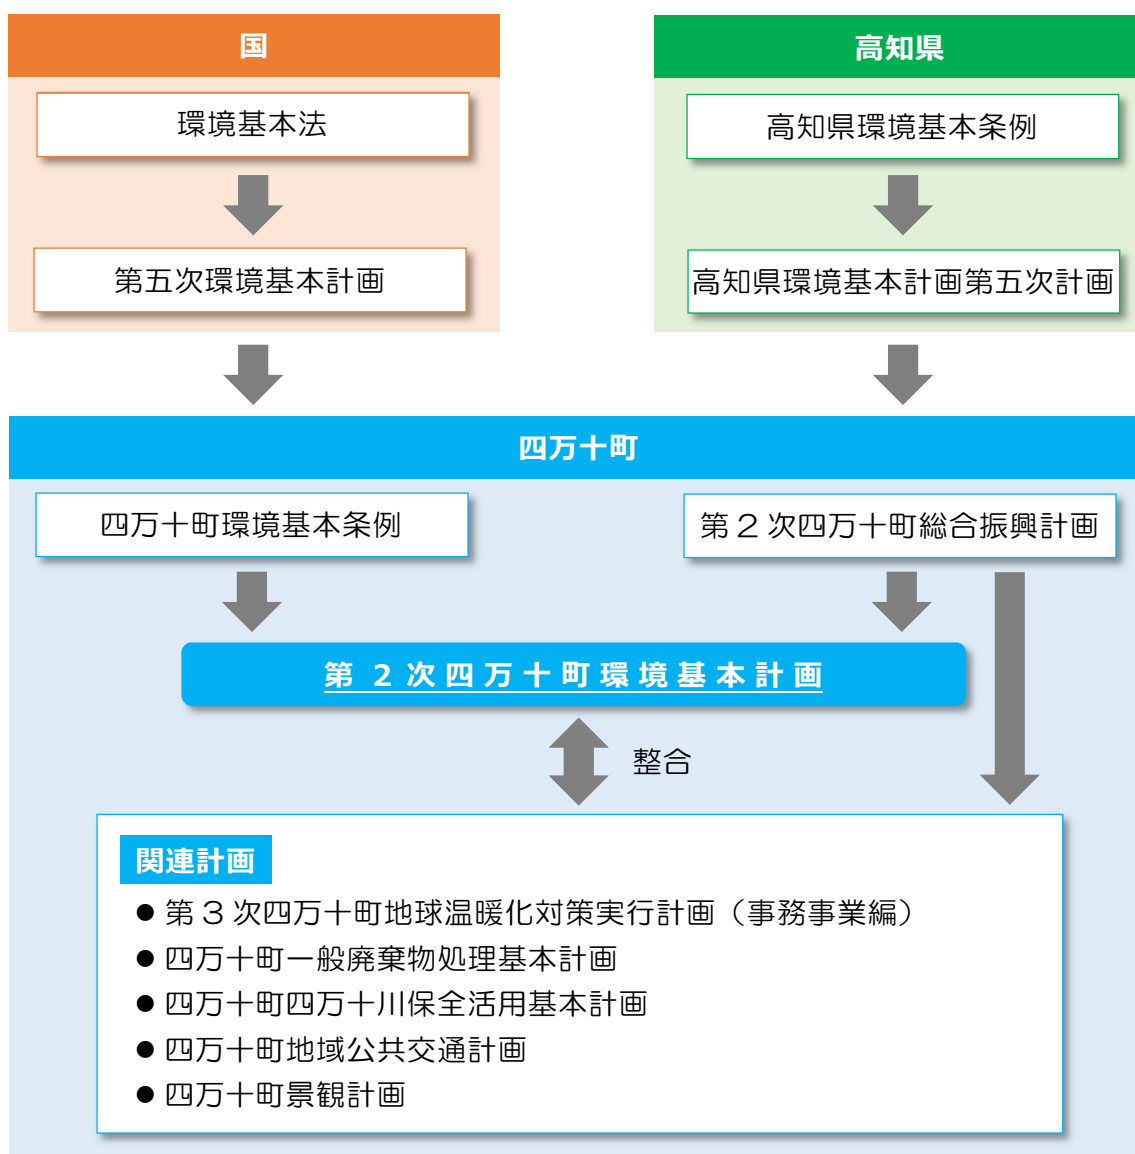 国
環境基本法
第五次環境基本計画
高知県
高知県環境基本条例
高知県環境基本計画第五次計画
四万十町
四万十町環境基本条例
第2次四万十町総合振興計画
第2次四万十町環境基本計画
整合
関連計画
●第3次四万十町地球温暖化対策実行計画（事務事業編）
●四万十町一般廃棄物処理基本計画
●四万十町四万十川保全活用基本計画
●四万十町地域公共交通計画
●四万十町景観計画